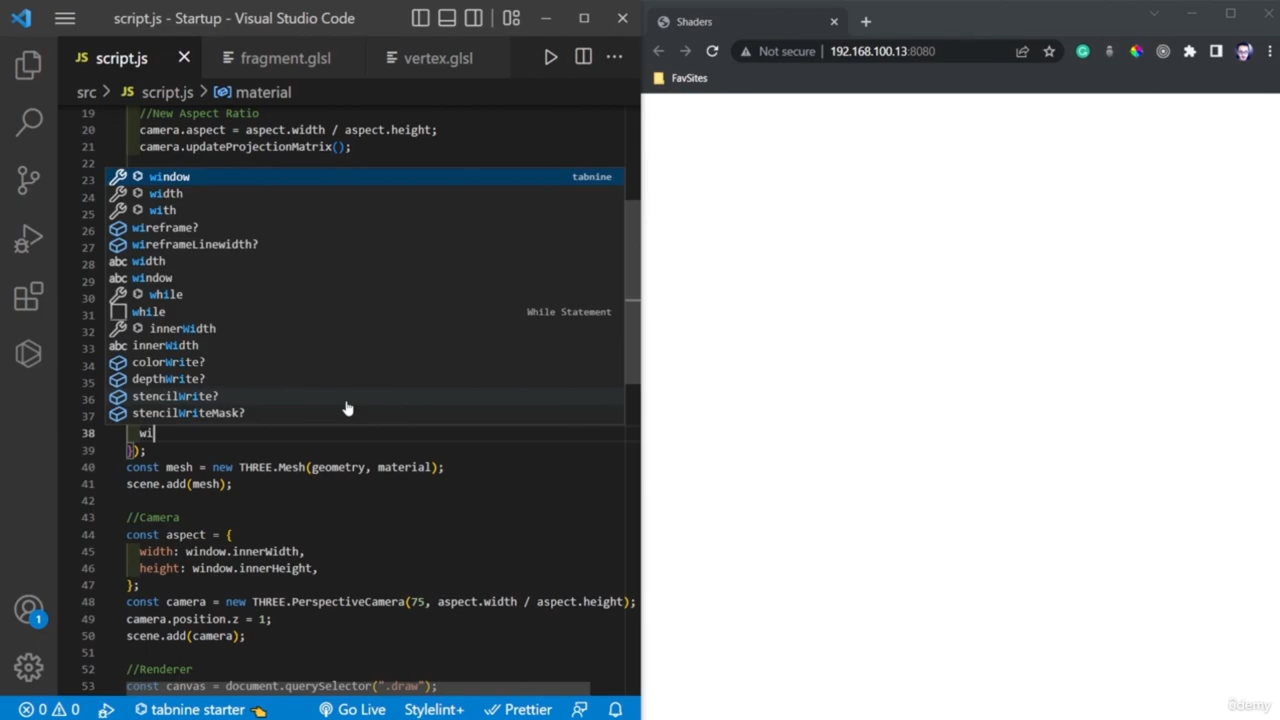 script.js - Startup - Visual Studio Code
JS script.js
fragment.glsl
vertex.glsl
src > JS script.js > material
19 //New Aspect Ratio
20 camera.aspect = aspect.width / aspect.height;
21 camera.updateProjectionMatrix();
22
23
24
25
26
27
28
29
30
31
32
33
34
35
36
37
window tabnine
width
with
wireframe?
wireframeLinewidth?
width
window
while
while While Statement
innerWidth
innerWidth
colorWrite?
depthWrite?
stencilWrite?
stencilWriteMask?
38 wi
39 });
40 const mesh = new THREE.Mesh(geometry, material);
41 scene.add(mesh);
42
43 //Camera
44 const aspect = {
45 width: window.innerWidth,
46 height: window.innerHeight,
47 };
48 const camera = new THREE.PerspectiveCamera(75, aspect.width / aspect.height);
49 camera.position.z = 1;
50 scene.add(camera);
51
52 //Renderer
53 const canvas = document.querySelector(".draw");
1
0 0 tabnine starter Go Live Stylelint+ Prettier
Shaders
Not secure 192.168.100.13:8080
FavSites
ûdemy